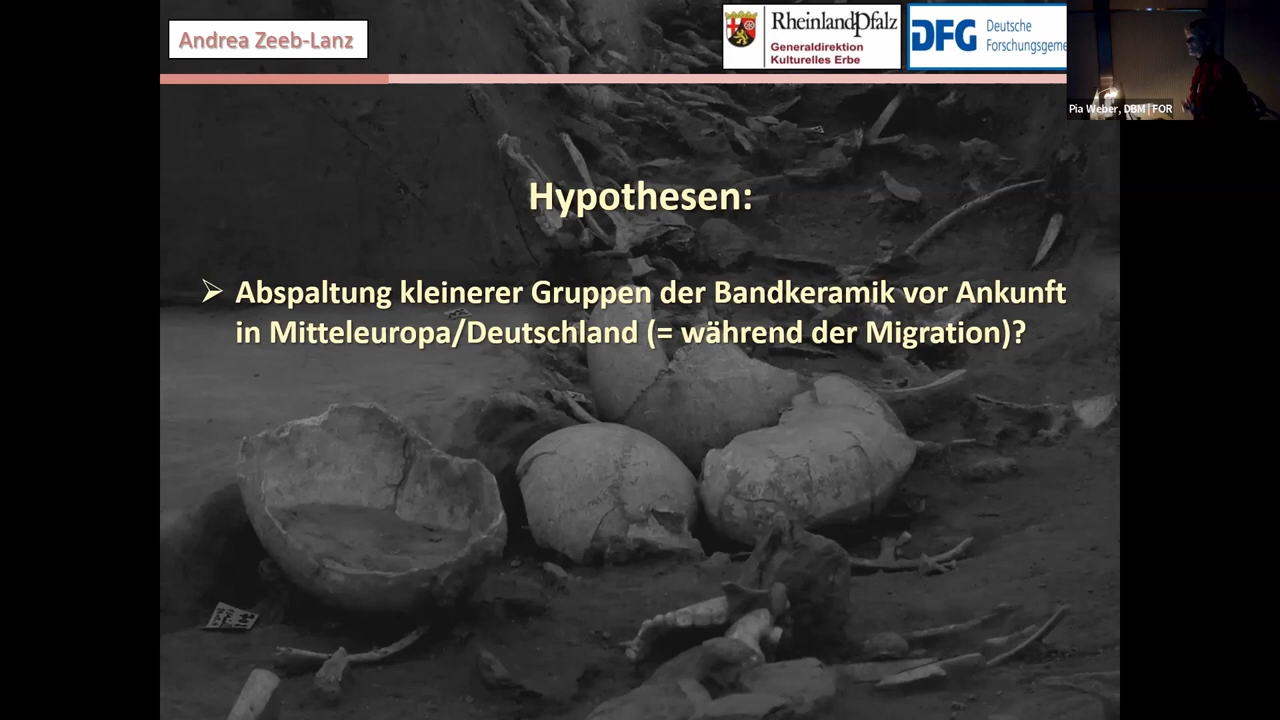 Andrea Zeeb-Lanz
RheinlandPfalz
Generaldirektion
Kulturelles Erbe
DFG
Deutsche
Forschungsgeme
Pia Weber, DBM | FOR
Hypothesen:
➢ Abspaltung kleinerer Gruppen der Bandkeramik vor Ankunft
in Mitteleuropa/Deutschland (= während der Migration)?